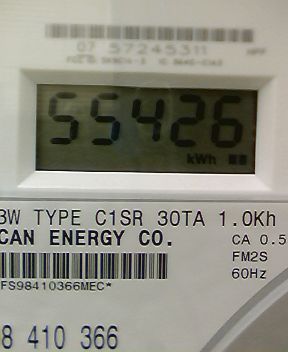 07 57245311
55426
kWh
3W TYPE C1SR 30TA 1.0Kh
CAN ENERGY CO.
CA 0.5
FM2S
60Hz
FS98410366MEC*
8 410 366